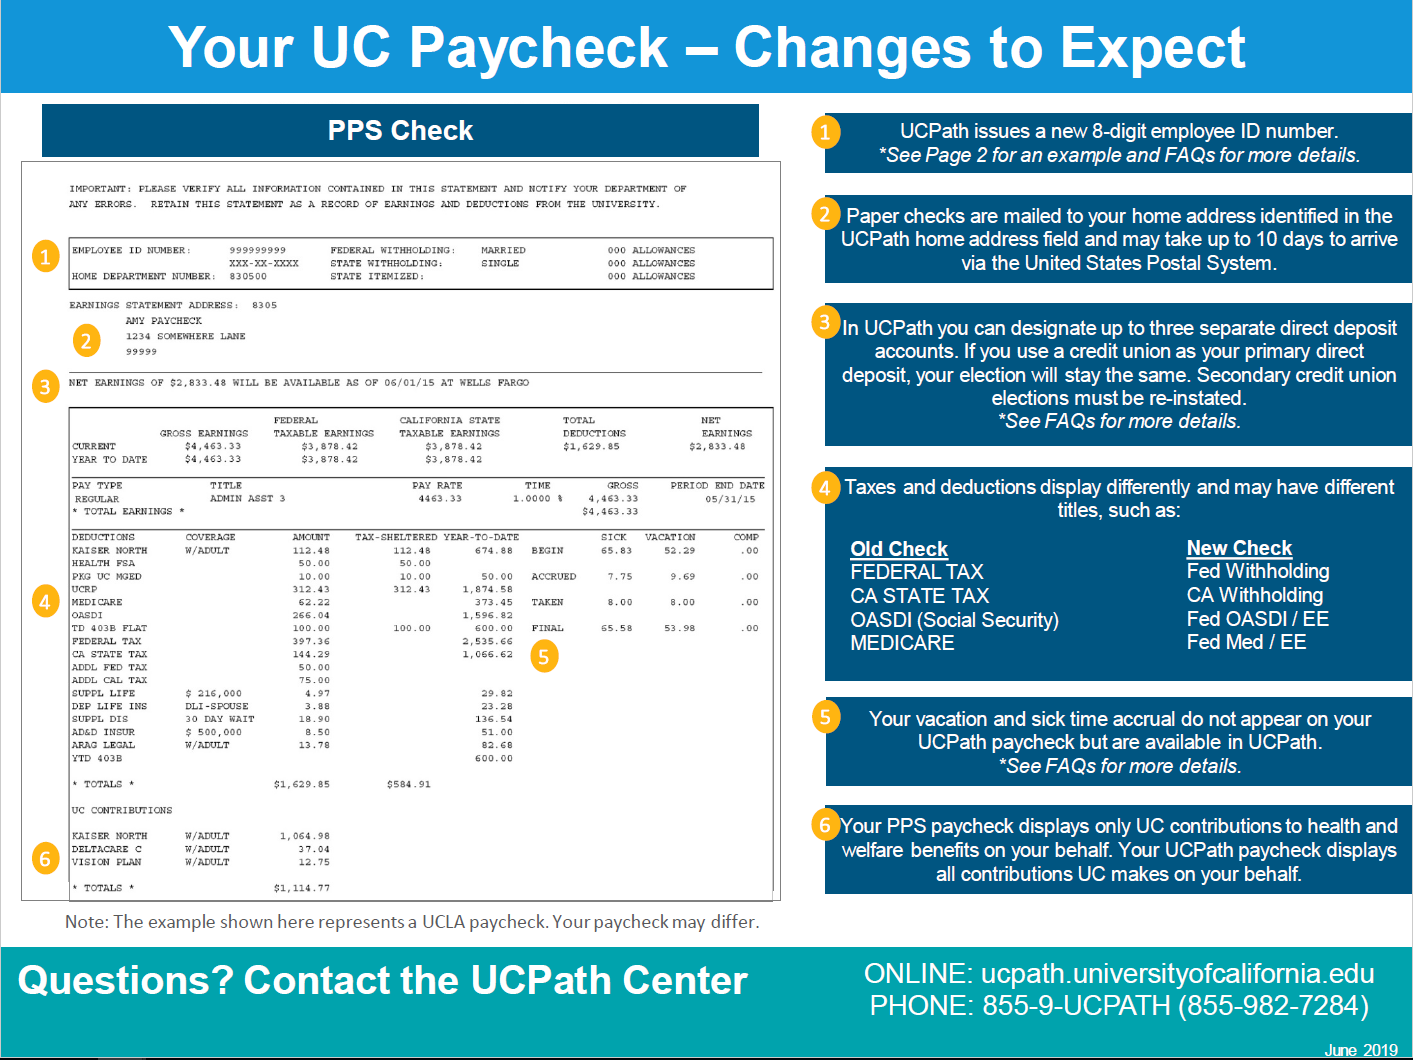 Your UC Paycheck – Changes to Expect
PPS Check
IMPORTANT: PLEASE VERIFY ALL INFORMATION CONTAINED IN THIS STATEMENT AND NOTIFY YOUR DEPARTMENT OF
ANY ERRORS. RETAIN THIS STATEMENT AS A RECORD OF EARNINGS AND DEDUCTIONS FROM THE UNIVERSITY.
1
EMPLOYEE ID NUMBER: 999999999 FEDERAL WITHHOLDING: MARRIED 000 ALLOWANCES
XXX-XX-XXXX STATE WITHHOLDING: SINGLE 000 ALLOWANCES
HOME DEPARTMENT NUMBER: 830500 STATE ITEMIZED: 000 ALLOWANCES
EARNINGS STATEMENT ADDRESS: 8305
AMY PAYCHECK
2
1234 SOMEWHERE LANE
99999
3
NET EARNINGS OF $2,833.48 WILL BE AVAILABLE AS OF 06/01/15 AT WELLS FARGO
FEDERAL CALIFORNIA STATE TOTAL NET
GROSS EARNINGS TAXABLE EARNINGS TAXABLE EARNINGS DEDUCTIONS EARNINGS
CURRENT $4,463.33 $3,878.42 $3,878.42 $1,629.85 $2,833.48
YEAR TO DATE $4,463.33 $3,878.42 $3,878.42
PAY TYPE TITLE PAY RATE TIME GROSS PERIOD END DATE
REGULAR ADMIN ASST 3 4463.33 1.0000 % 4,463.33 05/31/15
* TOTAL EARNINGS * $4,463.33
DEDUCTIONS COVERAGE AMOUNT TAX-SHELTERED YEAR-TO-DATE SICK VACATION COMP
KAISER NORTH W/ADULT 112.48 112.48 674.88 BEGIN 65.83 52.29 .00
HEALTH FSA 50.00 50.00
PKG UC MGED 10.00 10.00 50.00 ACCRUED 7.75 9.69 .00
UCRP 312.43 312.43 1,874.58
4
MEDICARE 62.22 373.45 TAKEN 8.00 8.00 .00
OASDI 266.04 1,596.82
TD 403B FLAT 100.00 100.00 600.00 FINAL 65.58 53.98 .00
FEDERAL TAX 397.36 2,535.66
CA STATE TAX 144.29 1,066.62
5
ADDL FED TAX 50.00
ADDL CAL TAX 75.00
SUPPL LIFE $ 216,000 4.97 29.82
DEP LIFE INS DLI-SPOUSE 3.88 23.28
SUPPL DIS 30 DAY WAIT 18.90 136.54
AD&D INSUR $ 500,000 8.50 51.00
ARAG LEGAL W/ADULT 13.78 82.68
YTD 403B 600.00
* TOTALS * $1,629.85 $584.91
UC CONTRIBUTIONS
KAISER NORTH W/ADULT 1,064.98
DELTACARE C W/ADULT 37.04
6
VISION PLAN W/ADULT 12.75
* TOTALS * $1,114.77
Note: The example shown here represents a UCLA paycheck. Your paycheck may differ.
1
UCPath issues a new 8-digit employee ID number.
*See Page 2 for an example and FAQs for more details.
2
Paper checks are mailed to your home address identified in the
UCPath home address field and may take up to 10 days to arrive
via the United States Postal System.
3
In UCPath you can designate up to three separate direct deposit
accounts. If you use a credit union as your primary direct
deposit, your election will stay the same. Secondary credit union
elections must be re-instated.
*See FAQs for more details.
4
Taxes and deductions display differently and may have different
titles, such as:
Old Check New Check
FEDERAL TAX Fed Withholding
CA STATE TAX CA Withholding
OASDI (Social Security) Fed OASDI / EE
MEDICARE Fed Med / EE
5
Your vacation and sick time accrual do not appear on your
UCPath paycheck but are available in UCPath.
*See FAQs for more details.
6
Your PPS paycheck displays only UC contributions to health and
welfare benefits on your behalf. Your UCPath paycheck displays
all contributions UC makes on your behalf.
Questions? Contact the UCPath Center
ONLINE: ucpath.universityofcalifornia.edu
PHONE: 855-9-UCPATH (855-982-7284)
June 2019